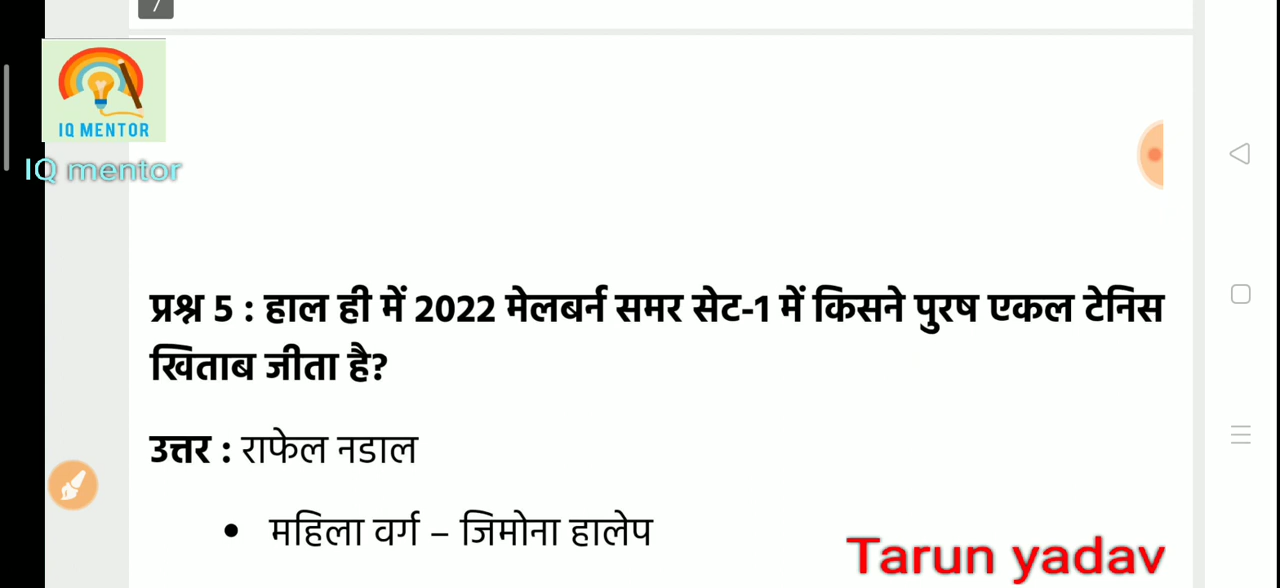 7
IQ MENTOR
IQ mentor
प्रश्न 5 : हाल ही में 2022 मेलबर्न समर सेट-1 में किसने पुरष एकल टेनिस
खिताब जीता है?
उत्तर : राफेल नडाल
• महिला वर्ग – जिमोना हालेप
Tarun yadav